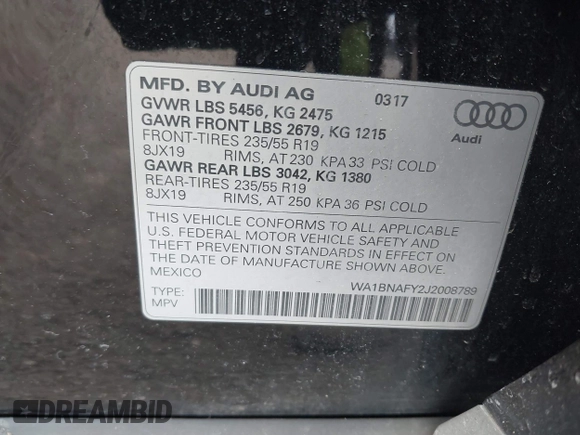 MFD. BY AUDI AG 0317
GVWR LBS 5456, KG 2475
GAWR FRONT LBS 2679, KG 1215
FRONT-TIRES 235/55 R19
8JX19 RIMS, AT 230 KPA 33 PSI COLD
GAWR REAR LBS 3042, KG 1380
REAR-TIRES 235/55 R19
8JX19 RIMS, AT 250 KPA 36 PSI COLD
Audi
THIS VEHICLE CONFORMS TO ALL APPLICABLE
U.S. FEDERAL MOTOR VEHICLE SAFETY AND
THEFT PREVENTION STANDARDS IN EFFECT ON
THE DATE OF MANUFACTURE SHOWN ABOVE.
MEXICO
WA1BNAFY2J2008789
TYPE:
MPV
DREAMBID